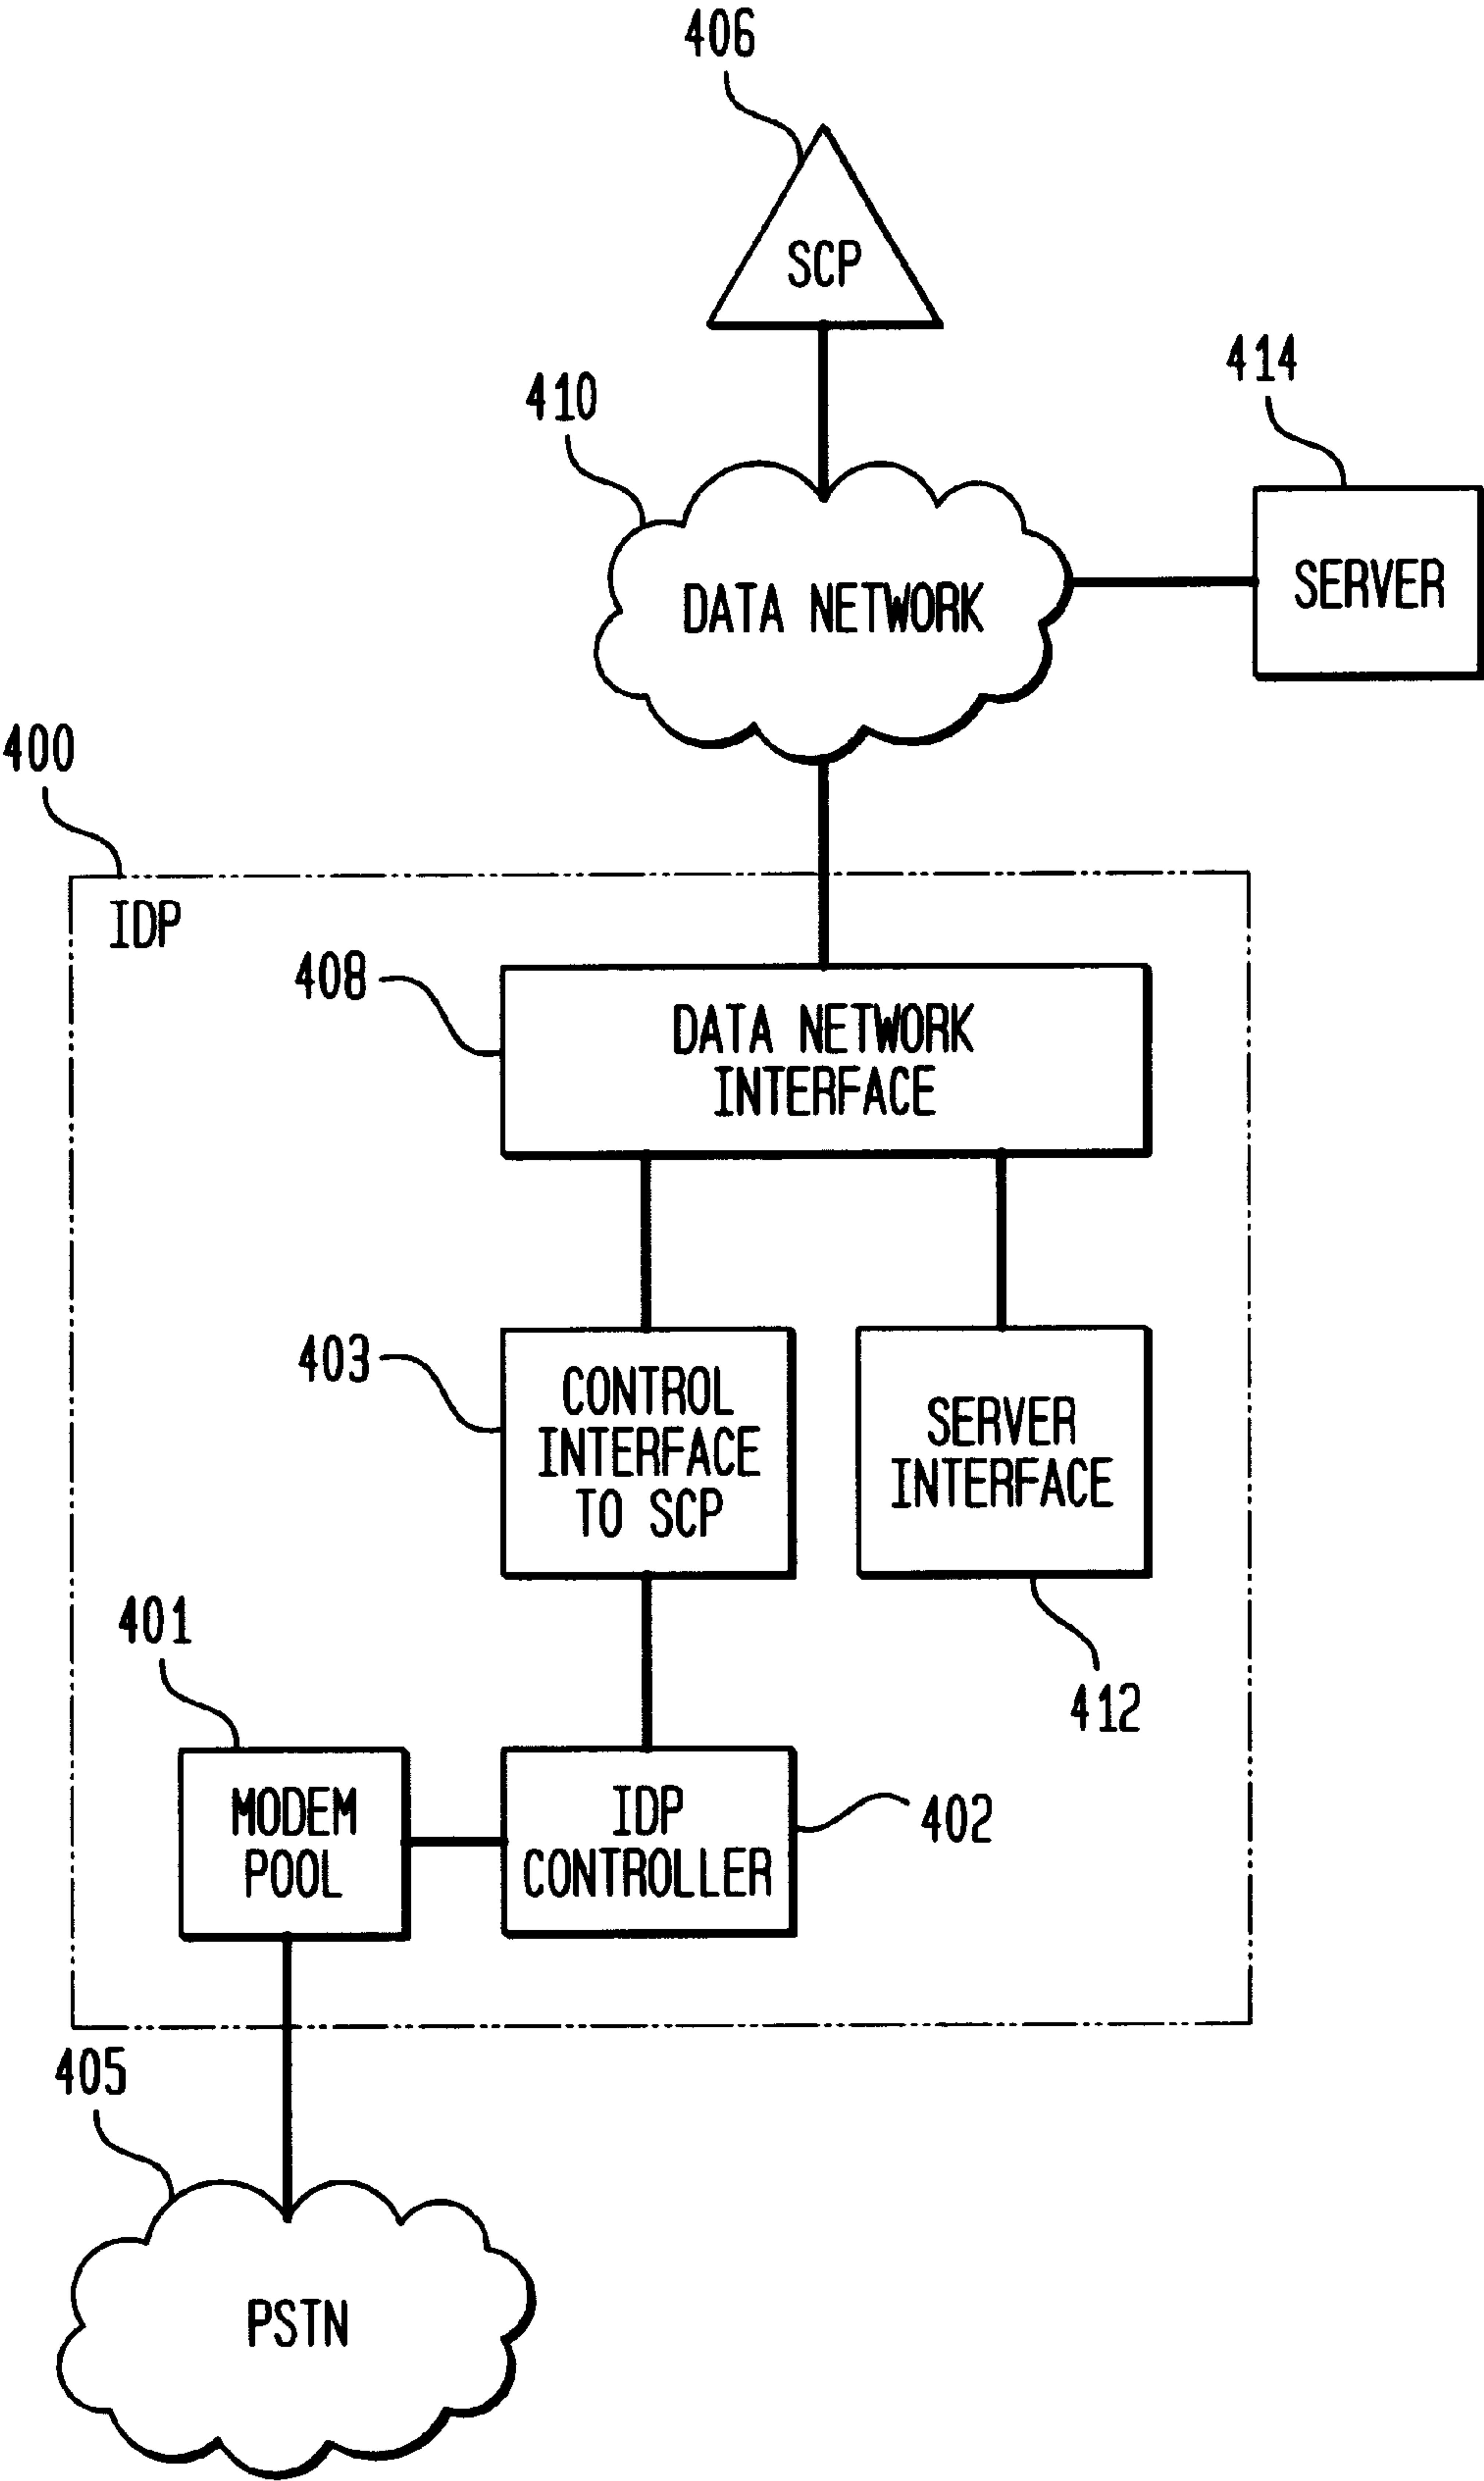 406
SCP
414
410
SERVER
DATA NETWORK
400
IDP
408
DATA NETWORK
INTERFACE
403
CONTROL
INTERFACE
TO SCP
SERVER
INTERFACE
401
412
MODEM
POOL
IDP
CONTROLLER
402
405
PSTN